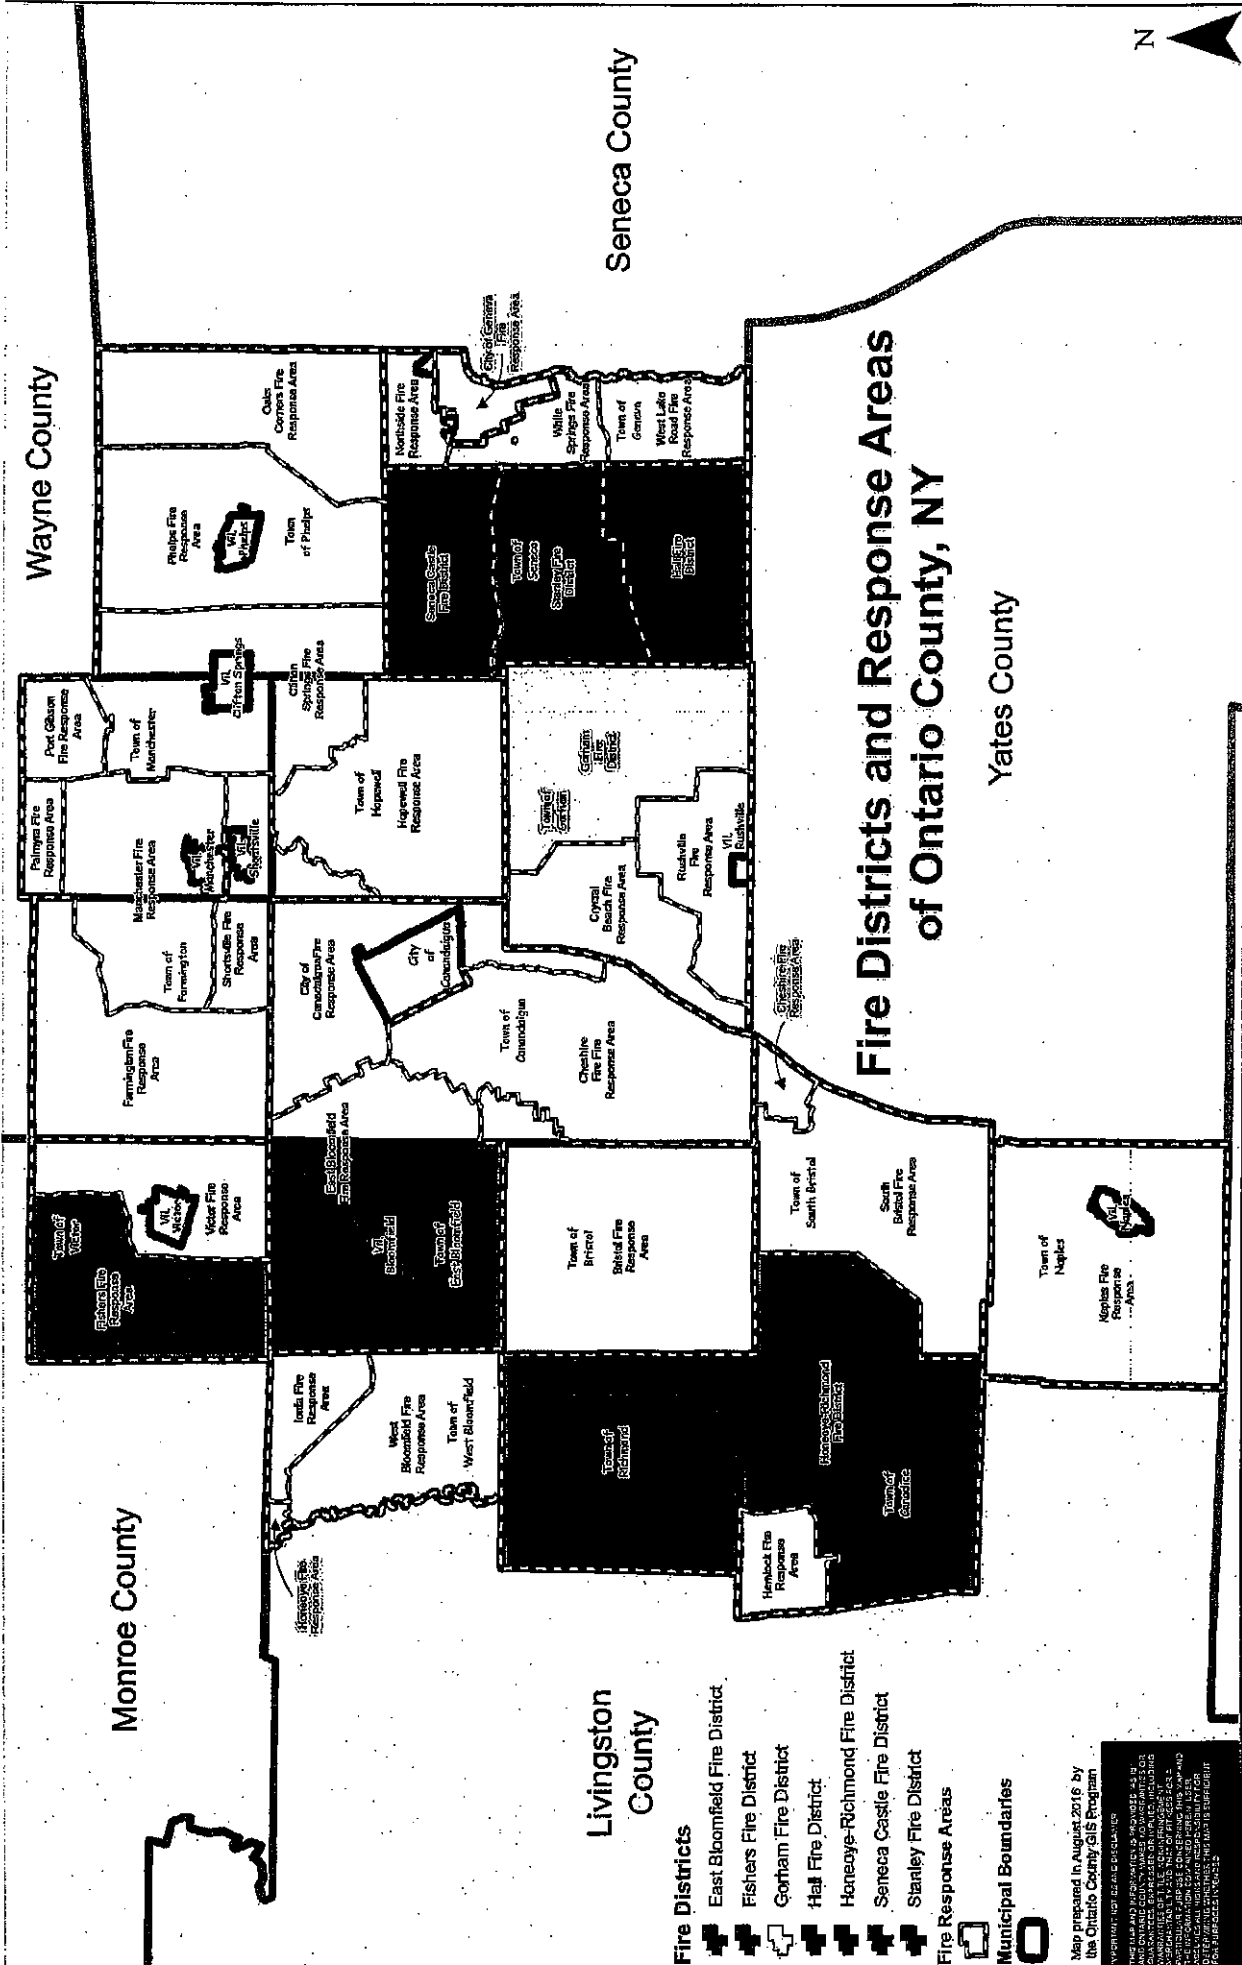 Fire Districts and Response Areas
of Ontario County, NY
Monroe County
Wayne County
Seneca County
Yates County
Livingston
County
N
Town of
Victor
Fishers Fire
Response
Area
Vil.
Victor
Victor Fire
Response
Area
Farmington Fire
Response
Area
Town of
Farmington
Shortsville Fire
Response
Area
Palmyra Fire
Response Area
Manchester Fire
Response Area
Vil.
Manchester
Vil.
Shortsville
Port Gibson
Fire Response
Area
Town of
Manchester
Vil.
Clifton Springs
Clifton
Springs Fire
Response Area
Phelps Fire
Response
Area
Vil.
Phelps
Town
of Phelps
Oaks
Corners Fire
Response Area
Honeoye Falls
Response Area
Ionia Fire
Response
Area
West
Bloomfield Fire
Response Area
Town of
West Bloomfield
East Bloomfield
Fire Response Area
Vil.
Bloomfield
Town of
East Bloomfield
City of
Canandaigua Fire
Response Area
City
of
Canandaigua
Town of
Canandaigua
Cheshire
Fire Fire
Response Area
Town of
Hopewell
Hopewell Fire
Response Area
Seneca Castle
Fire District
Town of
Seneca
Stanley Fire
District
Hall Fire
District
Northside Fire
Response Area
City of Geneva
Fire
Response Area
White
Springs Fire
Response Area
Town of
Geneva
West Lake
Road Fire
Response Area
Town of
Richmond
Town of
Bristol
Bristol Fire
Response
Area
Town of
Gorham
Gorham
Fire
District
Crystal
Beach Fire
Response Area
Rushville
Fire
Response Area
Vil.
Rushville
Cheshire Fire
Response Area
Hemlock Fire
Response
Area
Honeoye-Richmond
Fire District
Town of
Canadice
Town of
South Bristol
South
Bristol Fire
Response Area
Town of
Naples
Naples Fire
Response
Area
Vil.
Naples
Fire Districts
East Bloomfield Fire District
Fishers Fire District
Gorham Fire District
Hall Fire District
Honeoye-Richmond Fire District
Seneca Castle Fire District
Stanley Fire District
Fire Response Areas
Municipal Boundaries
Map prepared in August 2016 by
the Ontario County GIS Program
IMPORTANT NOTICE AND DISCLAIMER